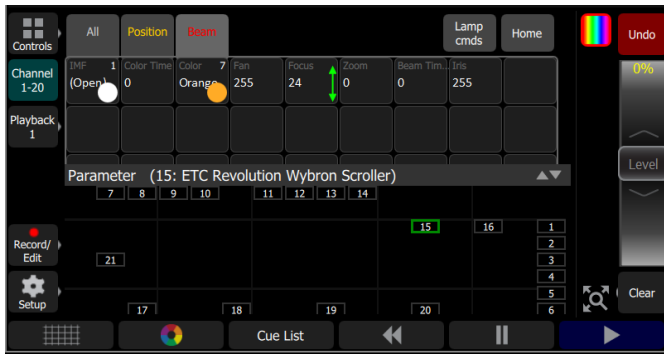 All Position Beam Lamp cmds Home Undo
Controls
IMF 1 Color Time Color 7 Fan Focus Zoom Beam Tim... Iris 0%
Channel 1-20 (Open) 0 Orange 255 24 0 0 255
Playback 1
Level
Parameter (15: ETC Revolution Wybron Scroller)
7 8 9 10 11 12 13 14
15 16 1
2
Record/ Edit 21 3
4
Setup 5 Clear
17 18 19 20 6
Cue List